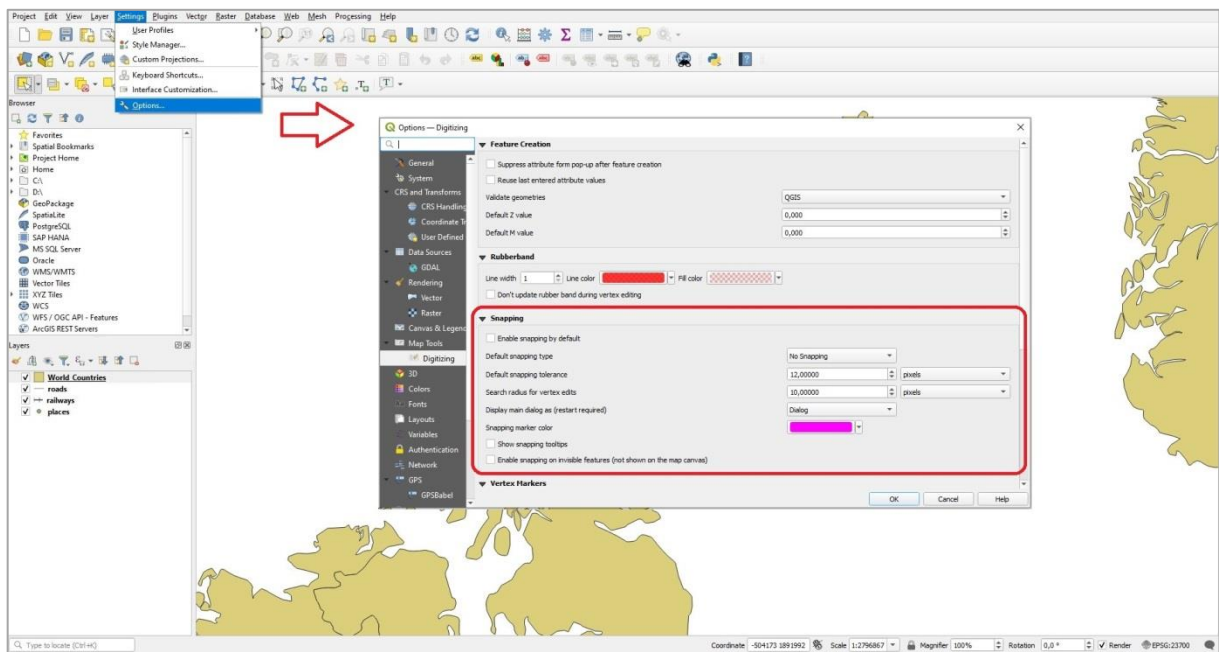 Project Edit View Layer Settings Plugins Vector Raster Database Web Mesh Processing Help
User Profiles
Style Manager...
Custom Projections...
Keyboard Shortcuts...
Interface Customization...
Options...
Browser
Favorites
Spatial Bookmarks
Project Home
Home
C:\
D:\
GeoPackage
SpatiaLite
PostgreSQL
SAP HANA
MS SQL Server
Oracle
WMS/WMTS
Vector Tiles
XYZ Tiles
WCS
WFS / OGC API - Features
ArcGIS REST Servers
Layers
World Countries
roads
railways
places
Options — Digitizing
General
System
CRS and Transforms
CRS Handling
Coordinate Tr
User Defined
Data Sources
GDAL
Rendering
Vector
Raster
Canvas & Legend
Map Tools
Digitizing
3D
Colors
Fonts
Layouts
Variables
Authentication
Network
GPS
GPSBabel
Feature Creation
Suppress attribute form pop-up after feature creation
Reuse last entered attribute values
Validate geometries QGIS
Default Z value 0,000
Default M value 0,000
Rubberband
Line width 1 Line color Fill color
Don't update rubber band during vertex editing
Snapping
Enable snapping by default
Default snapping type No Snapping
Default snapping tolerance 12,00000 pixels
Search radius for vertex edits 10,00000 pixels
Display main dialog as (restart required) Dialog
Snapping marker color
Show snapping tooltips
Enable snapping on invisible features (not shown on the map canvas)
Vertex Markers
OK Cancel Help
Type to locate (Ctrl+K) Coordinate -504173 1891992 Scale 1:2796867 Magnifier 100% Rotation 0,0 ° Render EPSG:23700